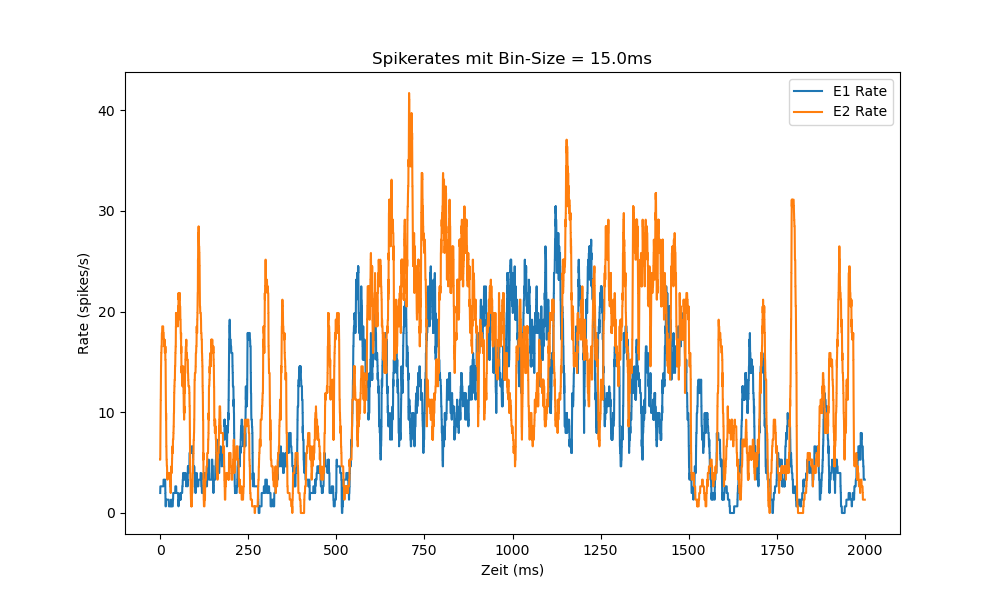 Spikerates mit Bin-Size = 15.0ms
E1 Rate
E2 Rate
Rate (spikes/s)
40
30
20
10
0
0 250 500 750 1000 1250 1500 1750 2000
Zeit (ms)